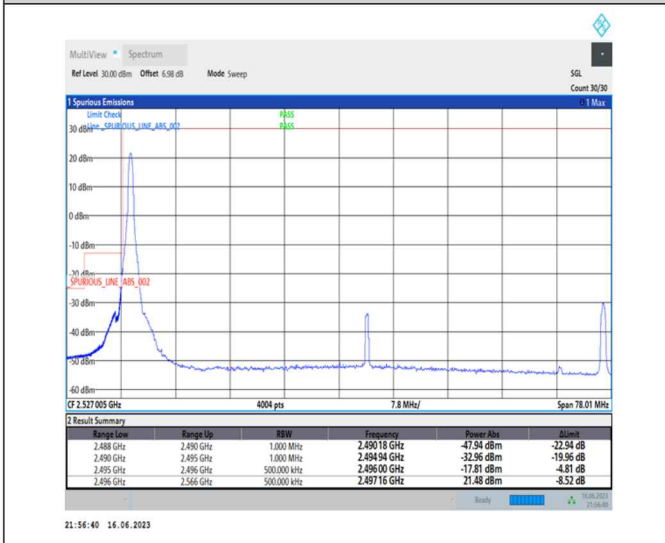 MultiView Spectrum
Ref Level 30.00 dBm Offset 6.98 dB Mode Sweep SGL
Count 30/30
1 Spurious Emissions 1 Max
Limit Check PASS
30 dBm Line _SPURIOUS_LINE_ABS_002 PASS
20 dBm
10 dBm
0 dBm
-10 dBm
-20 dBm
SPURIOUS_LINE_ABS_002
-30 dBm
-40 dBm
-50 dBm
-60 dBm
CF 2.527 005 GHz 4004 pts 7.8 MHz/ Span 78.01 MHz
2 Result Summary
Range Low Range Up RBW Frequency Power Abs ΔLimit
2.488 GHz 2.490 GHz 1.000 MHz 2.490 18 GHz -47.94 dBm -22.94 dB
2.490 GHz 2.495 GHz 1.000 MHz 2.494 94 GHz -32.96 dBm -19.96 dB
2.495 GHz 2.496 GHz 500.000 kHz 2.496 00 GHz -17.81 dBm -4.81 dB
2.496 GHz 2.566 GHz 500.000 kHz 2.497 16 GHz 21.48 dBm -8.52 dB
Ready 16.06.2023
21:56:40
21:56:40 16.06.2023